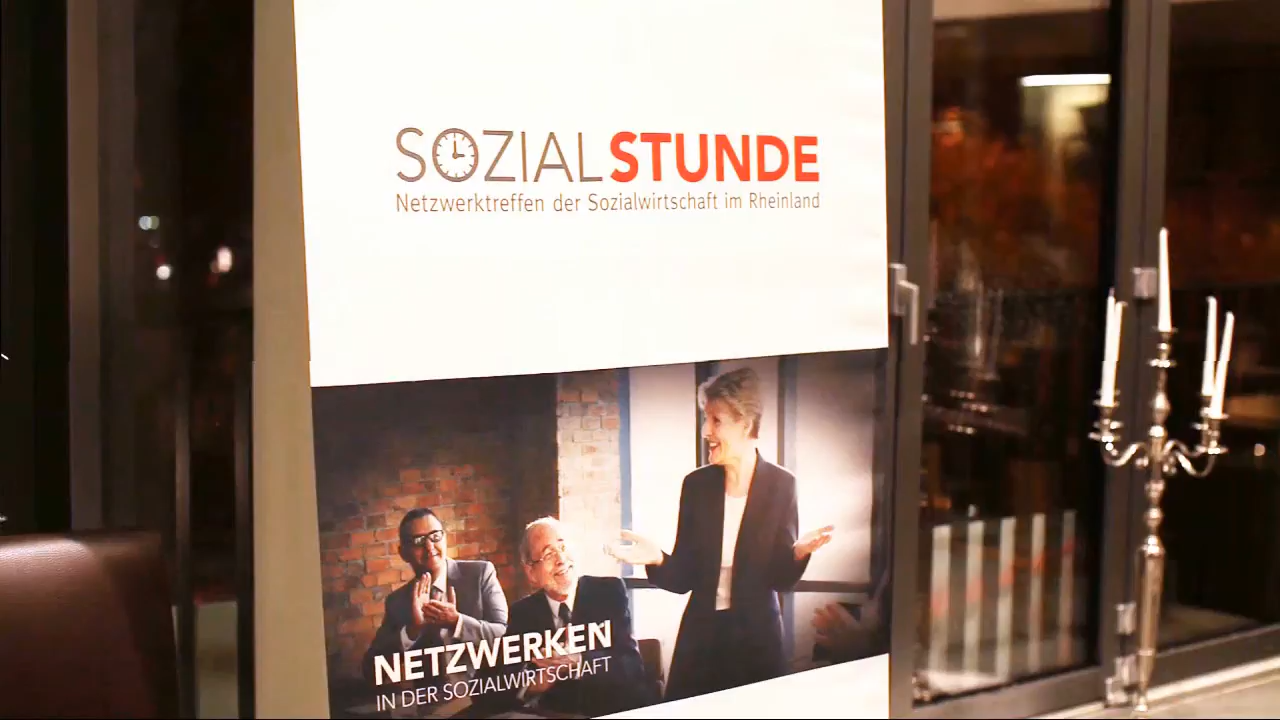 SOZIALSTUNDE
Netzwerktreffen der Sozialwirtschaft im Rheinland
NETZWERKEN
IN DER SOZIALWIRTSCHAFT